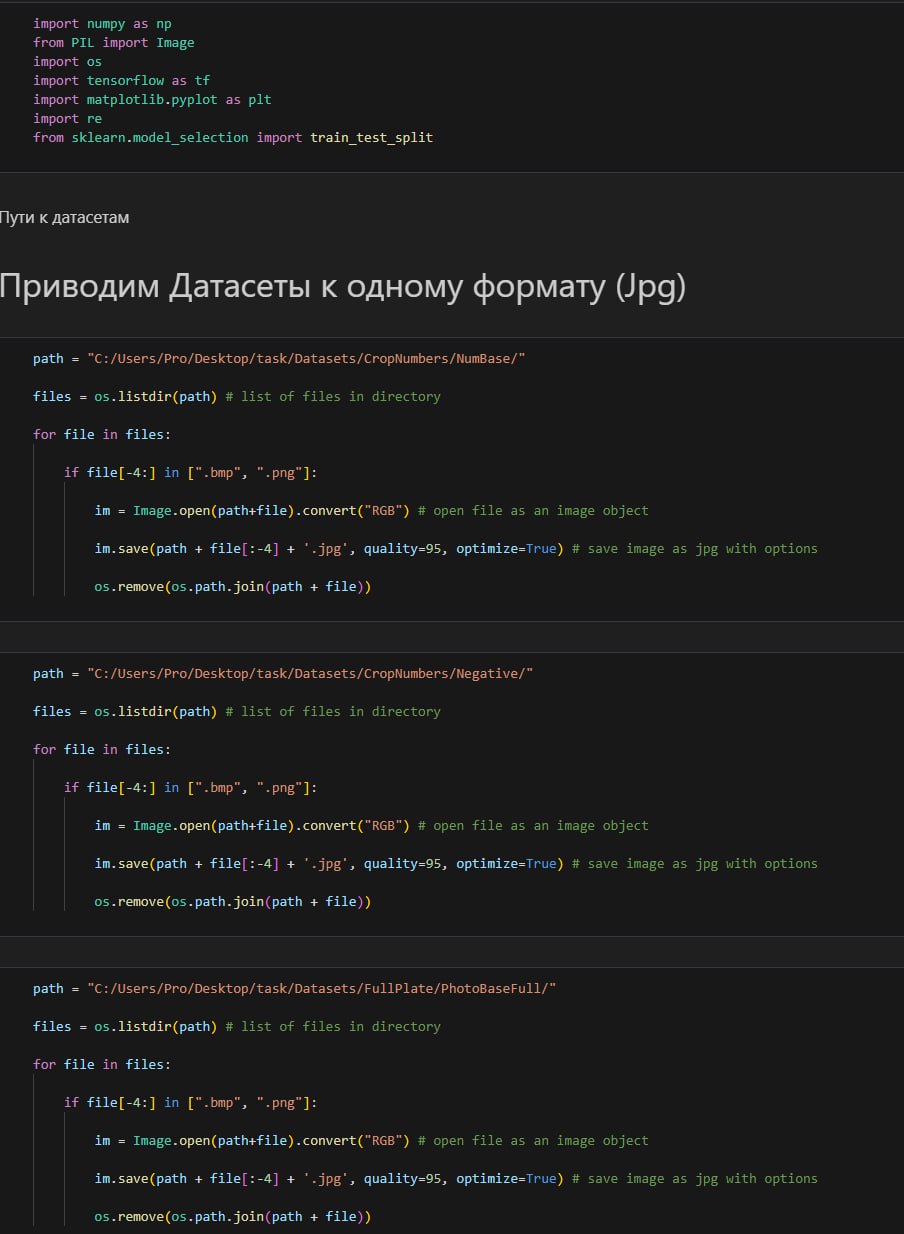 import numpy as np
from PIL import Image
import os
import tensorflow as tf
import matplotlib.pyplot as plt
import re
from sklearn.model_selection import train_test_split
Пути к датасетам
Приводим Датасеты к одному формату (Jpg)
path = "C:/Users/Pro/Desktop/task/Datasets/CropNumbers/NumBase/"
files = os.listdir(path) # list of files in directory
for file in files:
    if file[-4:] in [".bmp", ".png"]:
        im = Image.open(path+file).convert("RGB") # open file as an image object
        im.save(path + file[:-4] + '.jpg', quality=95, optimize=True) # save image as jpg with options
        os.remove(os.path.join(path + file))
path = "C:/Users/Pro/Desktop/task/Datasets/CropNumbers/Negative/"
files = os.listdir(path) # list of files in directory
for file in files:
    if file[-4:] in [".bmp", ".png"]:
        im = Image.open(path+file).convert("RGB") # open file as an image object
        im.save(path + file[:-4] + '.jpg', quality=95, optimize=True) # save image as jpg with options
        os.remove(os.path.join(path + file))
path = "C:/Users/Pro/Desktop/task/Datasets/FullPlate/PhotoBaseFull/"
files = os.listdir(path) # list of files in directory
for file in files:
    if file[-4:] in [".bmp", ".png"]:
        im = Image.open(path+file).convert("RGB") # open file as an image object
        im.save(path + file[:-4] + '.jpg', quality=95, optimize=True) # save image as jpg with options
        os.remove(os.path.join(path + file))